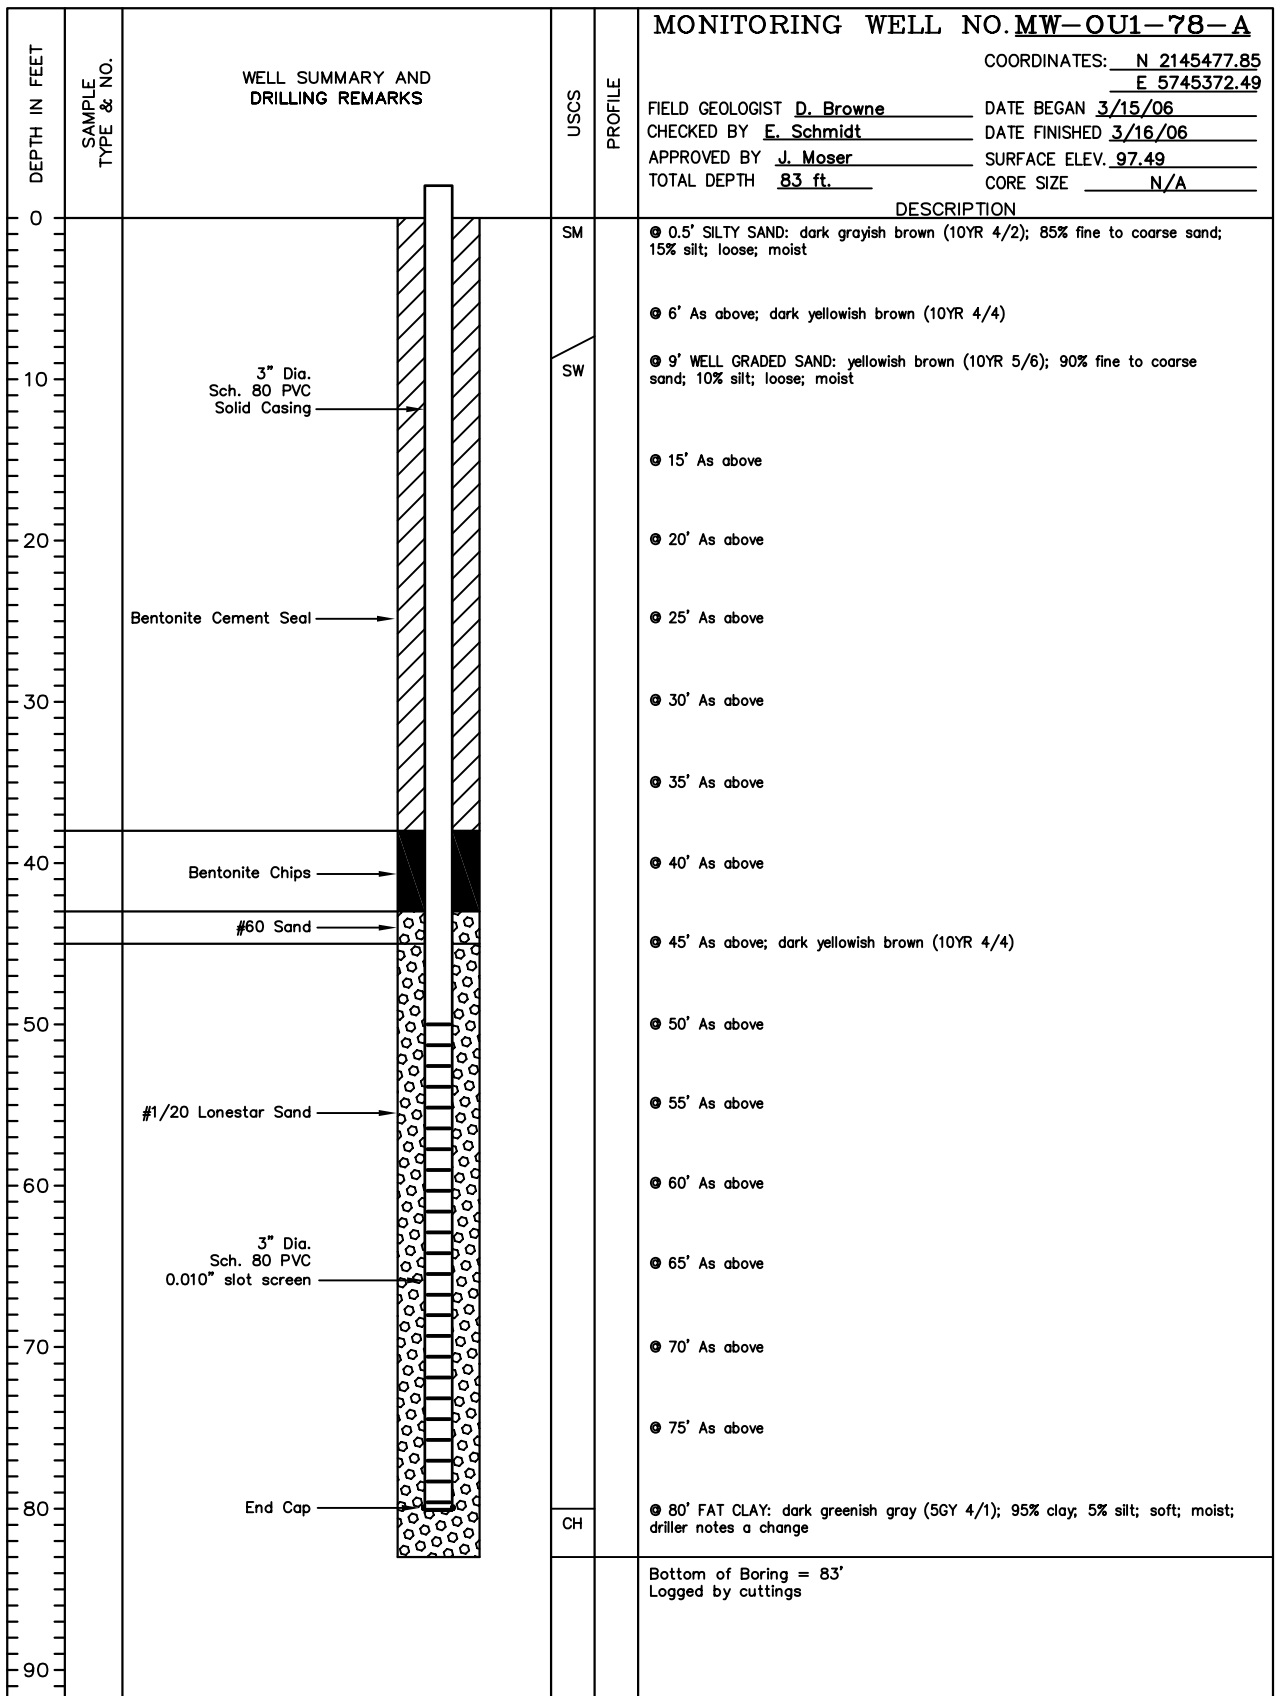 MONITORING WELL NO. MW-OU1-78-A
COORDINATES: N 2145477.85
E 5745372.49
FIELD GEOLOGIST D. Browne DATE BEGAN 3/15/06
CHECKED BY E. Schmidt DATE FINISHED 3/16/06
APPROVED BY J. Moser SURFACE ELEV. 97.49
TOTAL DEPTH 83 ft. CORE SIZE N/A
DEPTH IN FEET
SAMPLE
TYPE & NO.
WELL SUMMARY AND
DRILLING REMARKS
USCS
PROFILE
DESCRIPTION
0
SM
@ 0.5' SILTY SAND: dark grayish brown (10YR 4/2); 85% fine to coarse sand;
15% silt; loose; moist
@ 6' As above; dark yellowish brown (10YR 4/4)
@ 9' WELL GRADED SAND: yellowish brown (10YR 5/6); 90% fine to coarse
sand; 10% silt; loose; moist
SW
10
3" Dia.
Sch. 80 PVC
Solid Casing
@ 15' As above
20
@ 20' As above
Bentonite Cement Seal
@ 25' As above
30
@ 30' As above
@ 35' As above
40
Bentonite Chips
@ 40' As above
#60 Sand
@ 45' As above; dark yellowish brown (10YR 4/4)
50
@ 50' As above
#1/20 Lonestar Sand
@ 55' As above
60
@ 60' As above
3" Dia.
Sch. 80 PVC
0.010" slot screen
@ 65' As above
70
@ 70' As above
@ 75' As above
80
End Cap
CH
@ 80' FAT CLAY: dark greenish gray (5GY 4/1); 95% clay; 5% silt; soft; moist;
driller notes a change
Bottom of Boring = 83'
Logged by cuttings
90